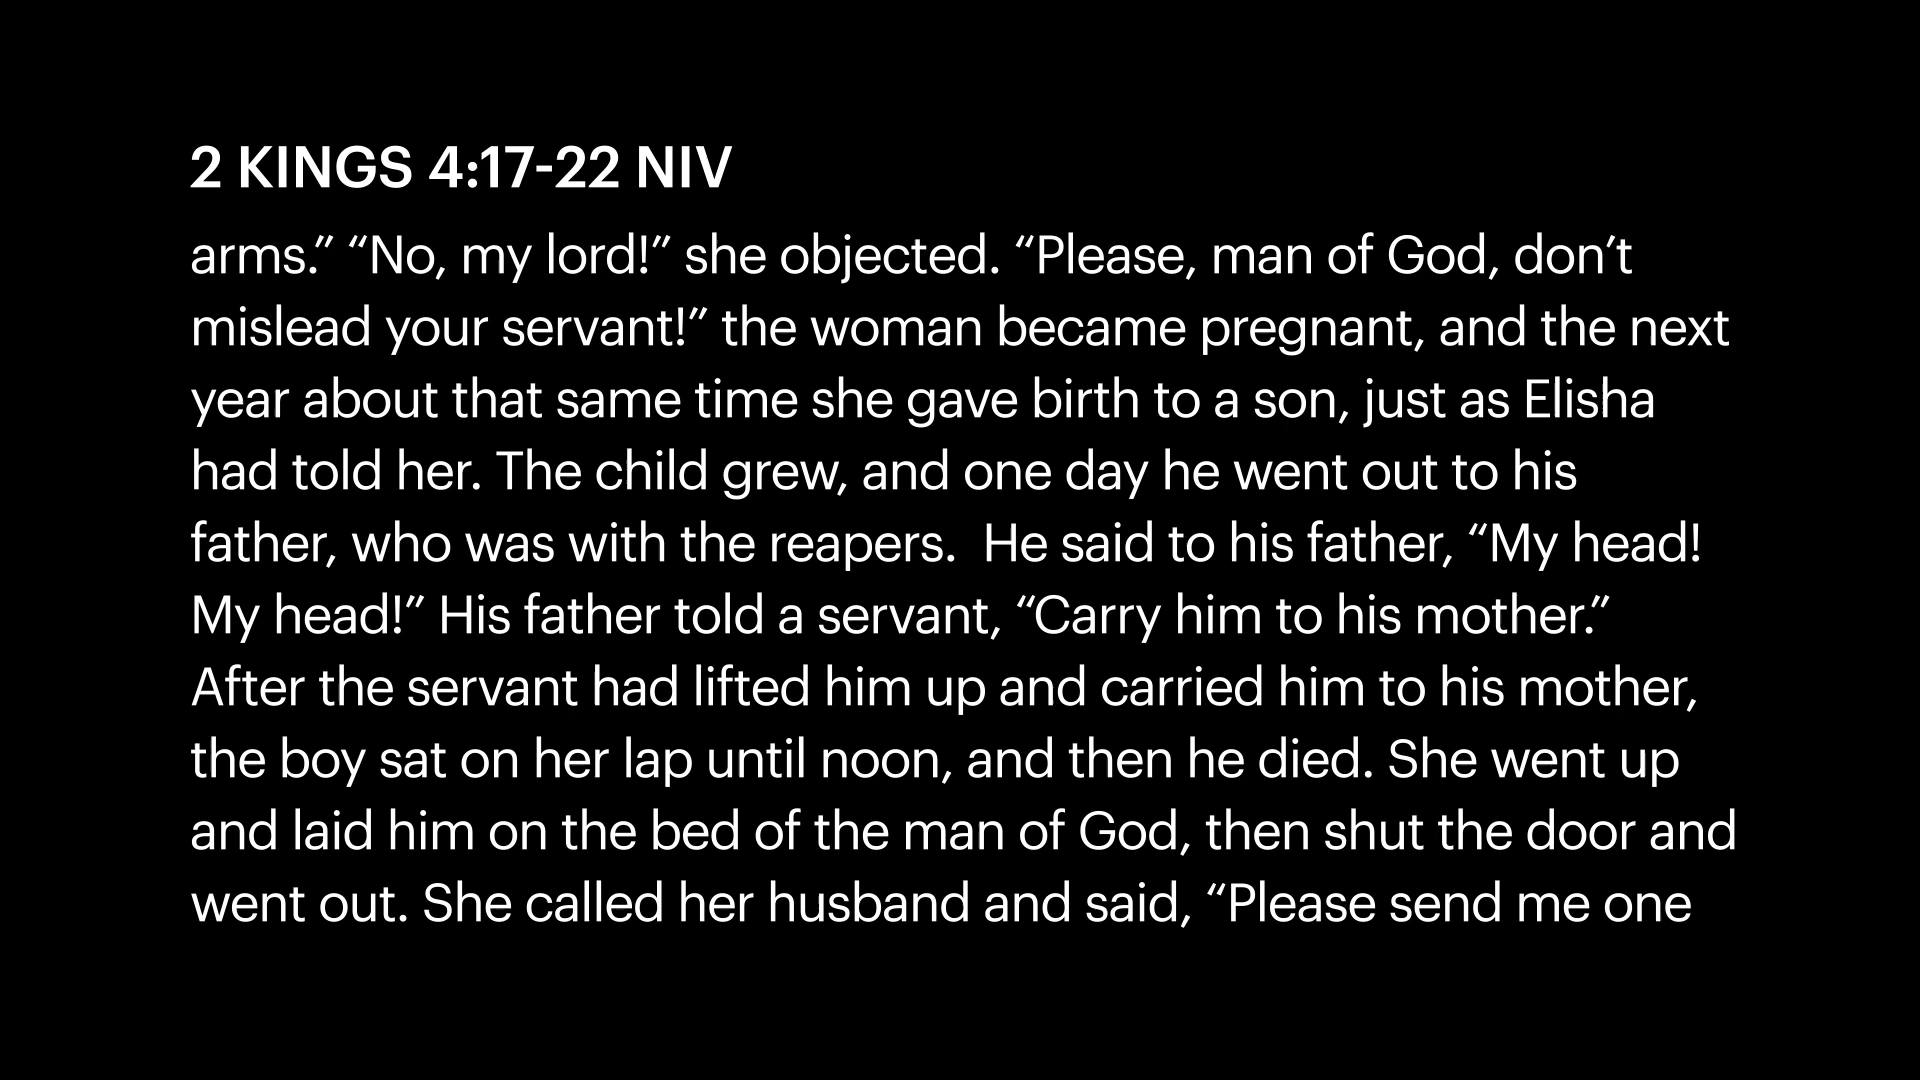 2 KINGS 4:17-22 NIV
arms.” “No, my lord!” she objected. “Please, man of God, don’t
mislead your servant!” the woman became pregnant, and the next
year about that same time she gave birth to a son, just as Elisha
had told her. The child grew, and one day he went out to his
father, who was with the reapers.  He said to his father, “My head!
My head!” His father told a servant, “Carry him to his mother.”
After the servant had lifted him up and carried him to his mother,
the boy sat on her lap until noon, and then he died. She went up
and laid him on the bed of the man of God, then shut the door and
went out. She called her husband and said, “Please send me one